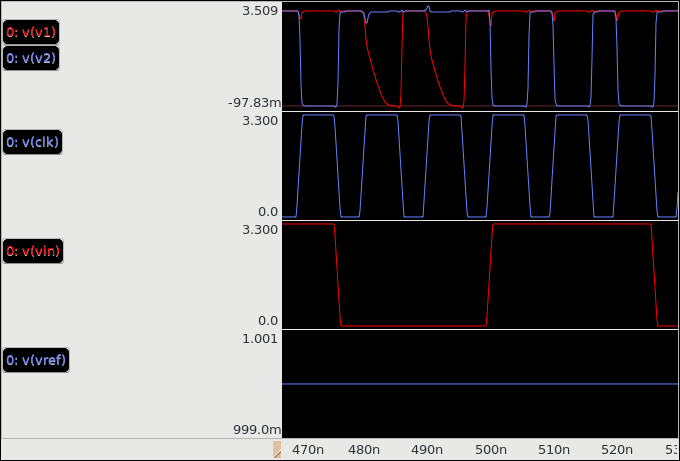 0: v(v1)
0: v(v2)
3.509
-97.83m
0: v(clk)
3.300
0.0
0: v(vin)
3.300
0.0
0: v(vref)
1.001
999.0m
470n 480n 490n 500n 510n 520n 53